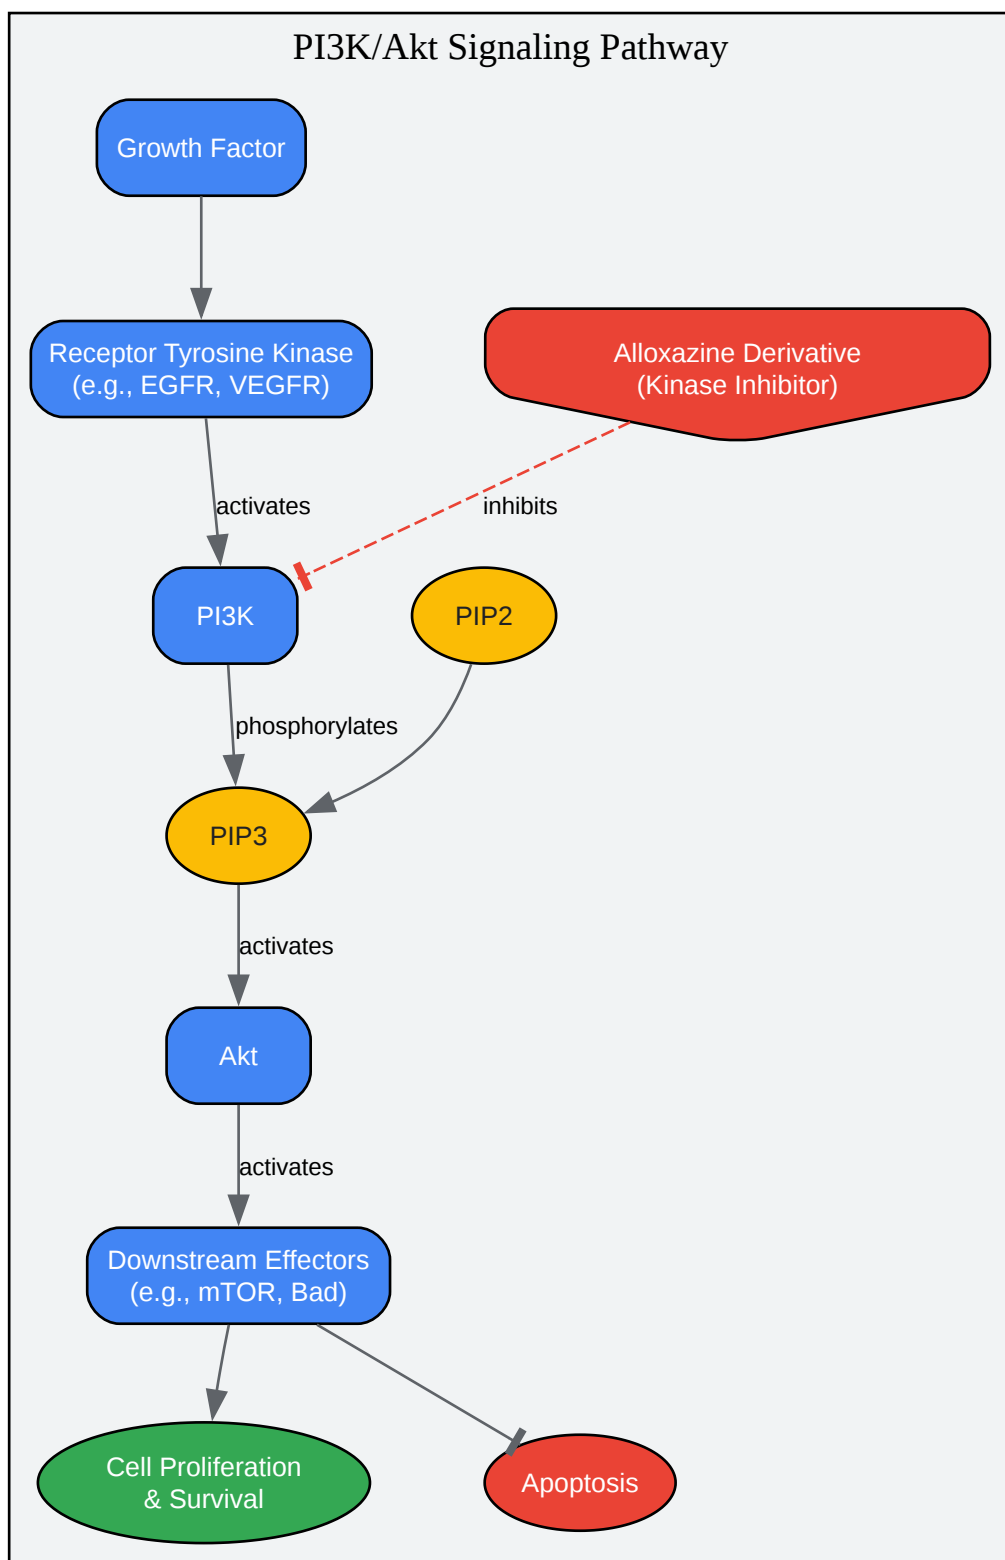 PI3K/Akt Signaling Pathway
Growth Factor
Receptor Tyrosine Kinase
(e.g., EGFR, VEGFR)
Alloxazine Derivative
(Kinase Inhibitor)
activates
inhibits
PI3K
PIP2
phosphorylates
PIP3
activates
Akt
activates
Downstream Effectors
(e.g., mTOR, Bad)
Cell Proliferation
& Survival
Apoptosis